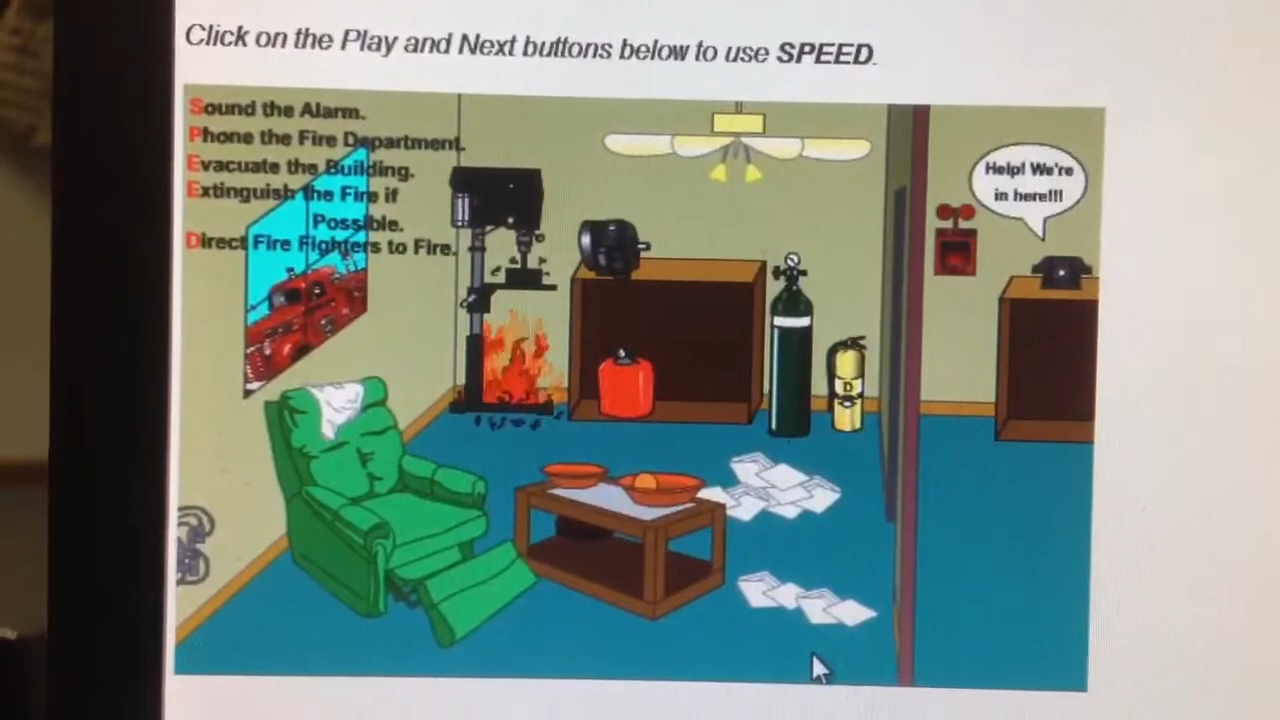 Click on the Play and Next buttons below to use SPEED.
Sound the Alarm.
Phone the Fire Department.
Evacuate the Building.
Extinguish the Fire if
Possible.
Direct Fire Fighters to Fire.
Help! We're
in here!!!
D